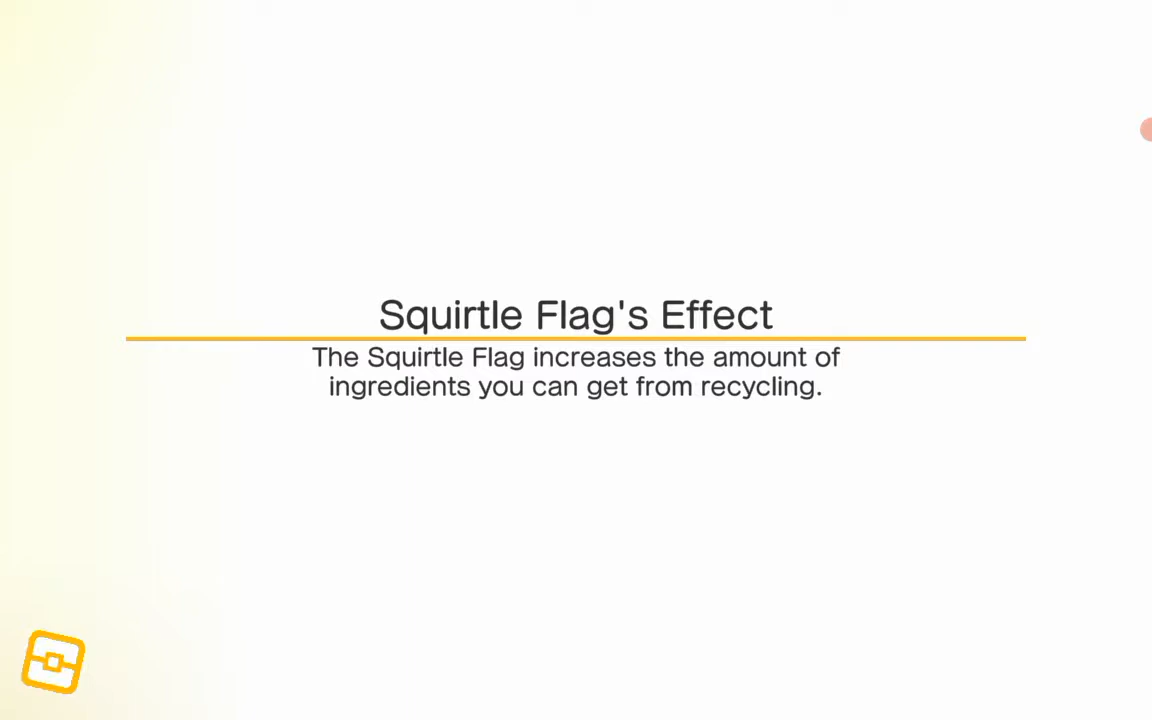 Squirtle Flag's Effect
The Squirtle Flag increases the amount of
ingredients you can get from recycling.